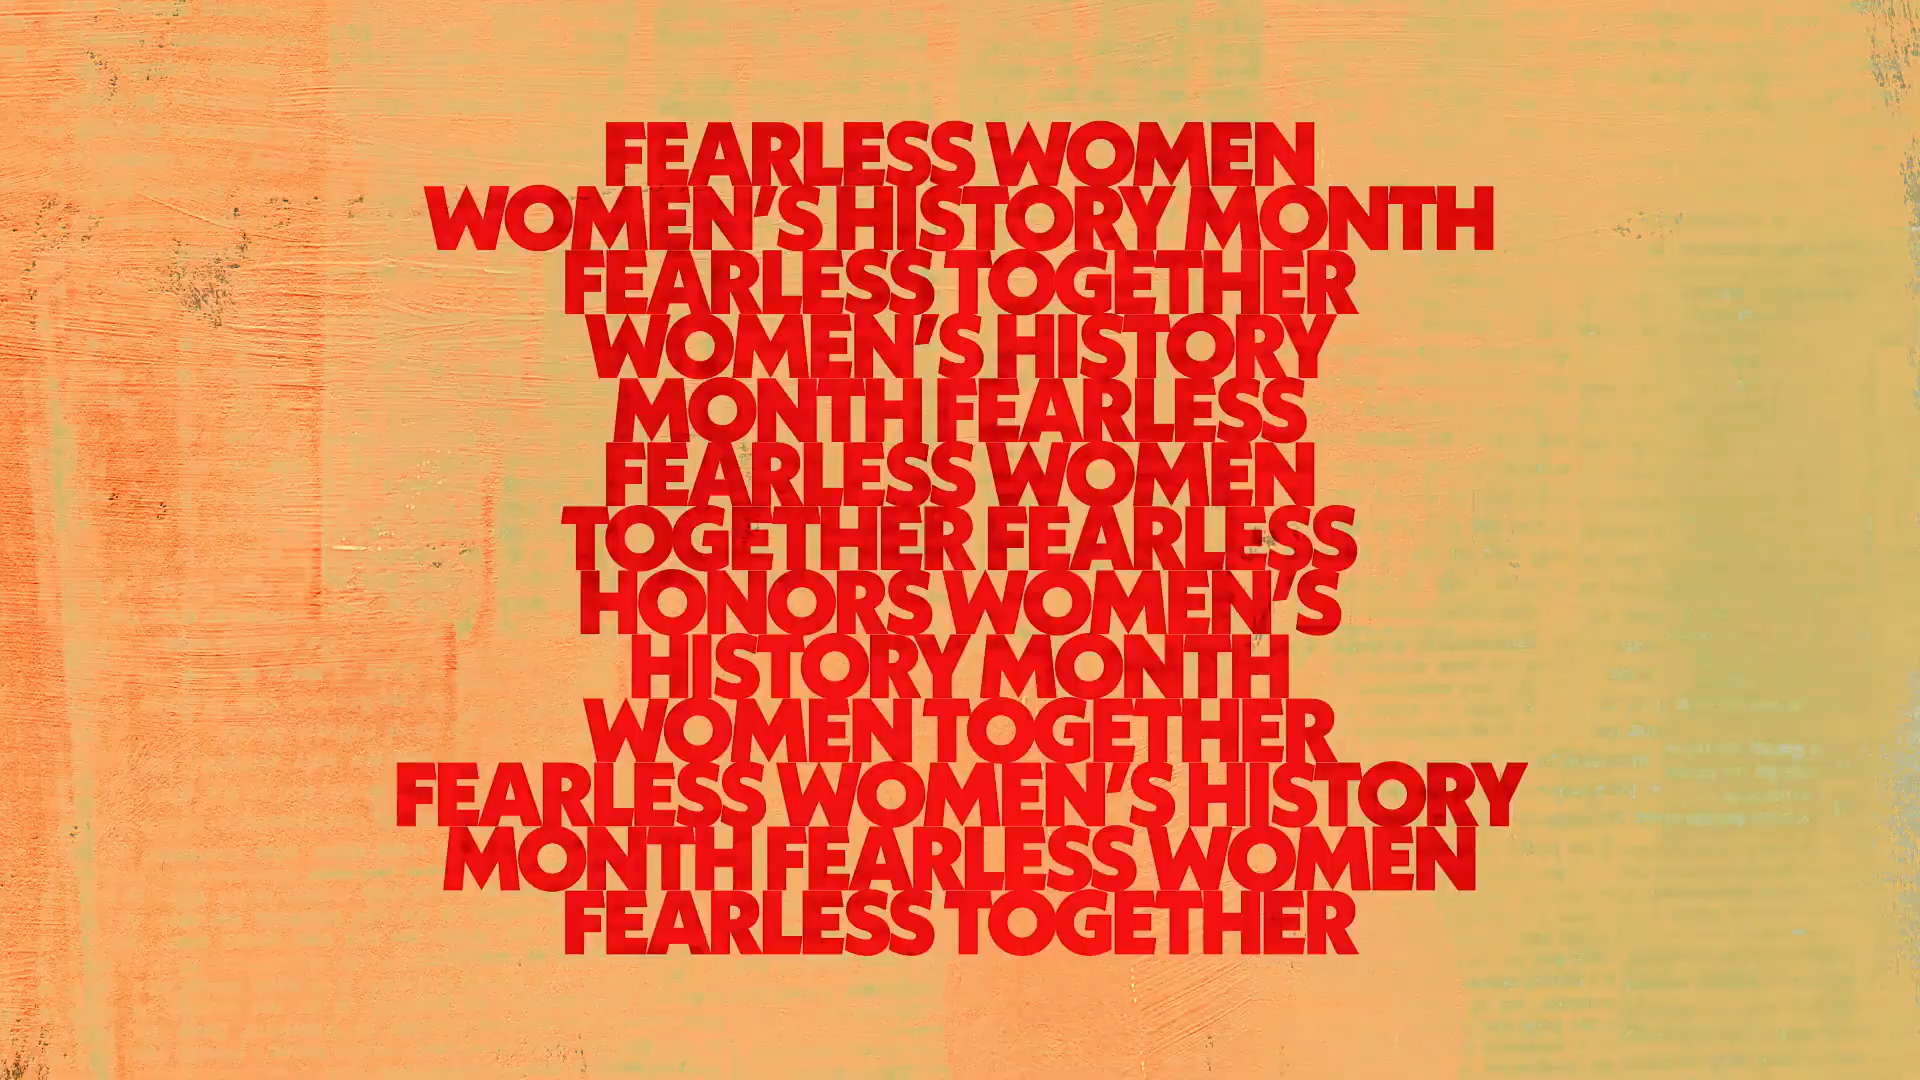 FEARLESS WOMEN
WOMEN'S HISTORY MONTH
FEARLESS TOGETHER
WOMEN'S HISTORY
MONTH FEARLESS
FEARLESS WOMEN
TOGETHER FEARLESS
HONORS WOMEN'S
HISTORY MONTH
WOMEN TOGETHER
FEARLESS WOMEN'S HISTORY
MONTH FEARLESS WOMEN
FEARLESS TOGETHER